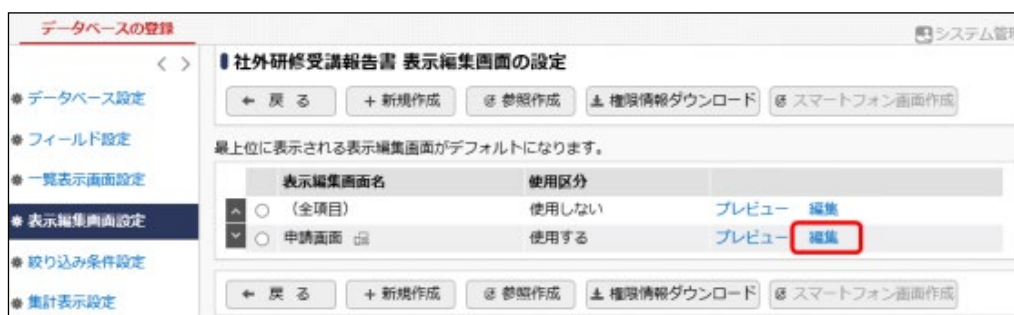 データベースの登録
システム管理
< >
社外研修受講報告書 表示編集画面の設定
データベース設定
← 戻 る ＋新規作成 参照作成 権限情報ダウンロード スマートフォン画面作成
フィールド設定
最上位に表示される表示編集画面がデフォルトになります。
一覧表示画面設定
表示編集画面名 使用区分
表示編集画面設定
（全項目） 使用しない プレビュー 編集
申請画面 使用する プレビュー 編集
絞り込み条件設定
集計表示設定
← 戻 る ＋新規作成 参照作成 権限情報ダウンロード スマートフォン画面作成